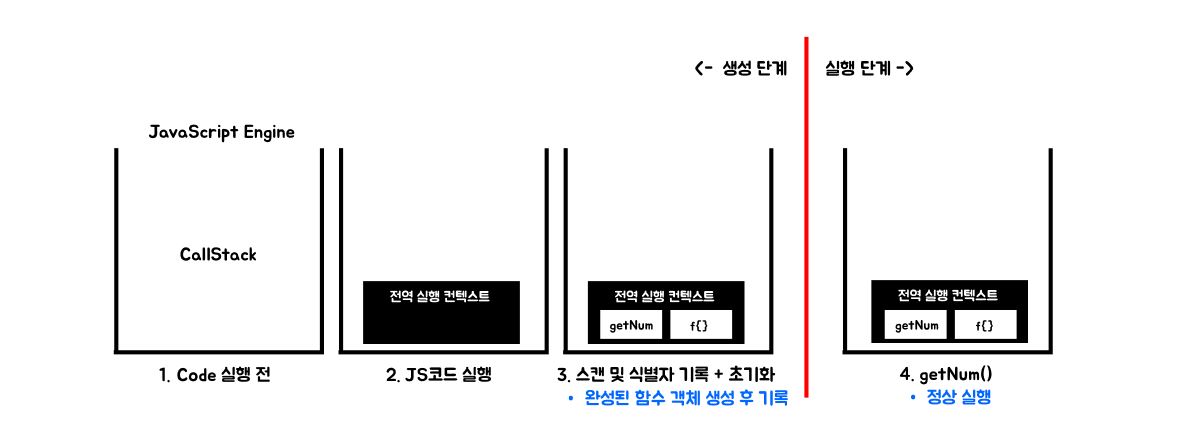 <- 생성 단계
실행 단계 ->
JavaScript Engine
CallStack
전역 실행 컨텍스트
전역 실행 컨텍스트
getNum
f{}
전역 실행 컨텍스트
getNum
f{}
1. Code 실행 전
2. JS코드 실행
3. 스캔 및 식별자 기록 + 초기화
• 완성된 함수 객체 생성 후 기록
4. getNum()
• 정상 실행